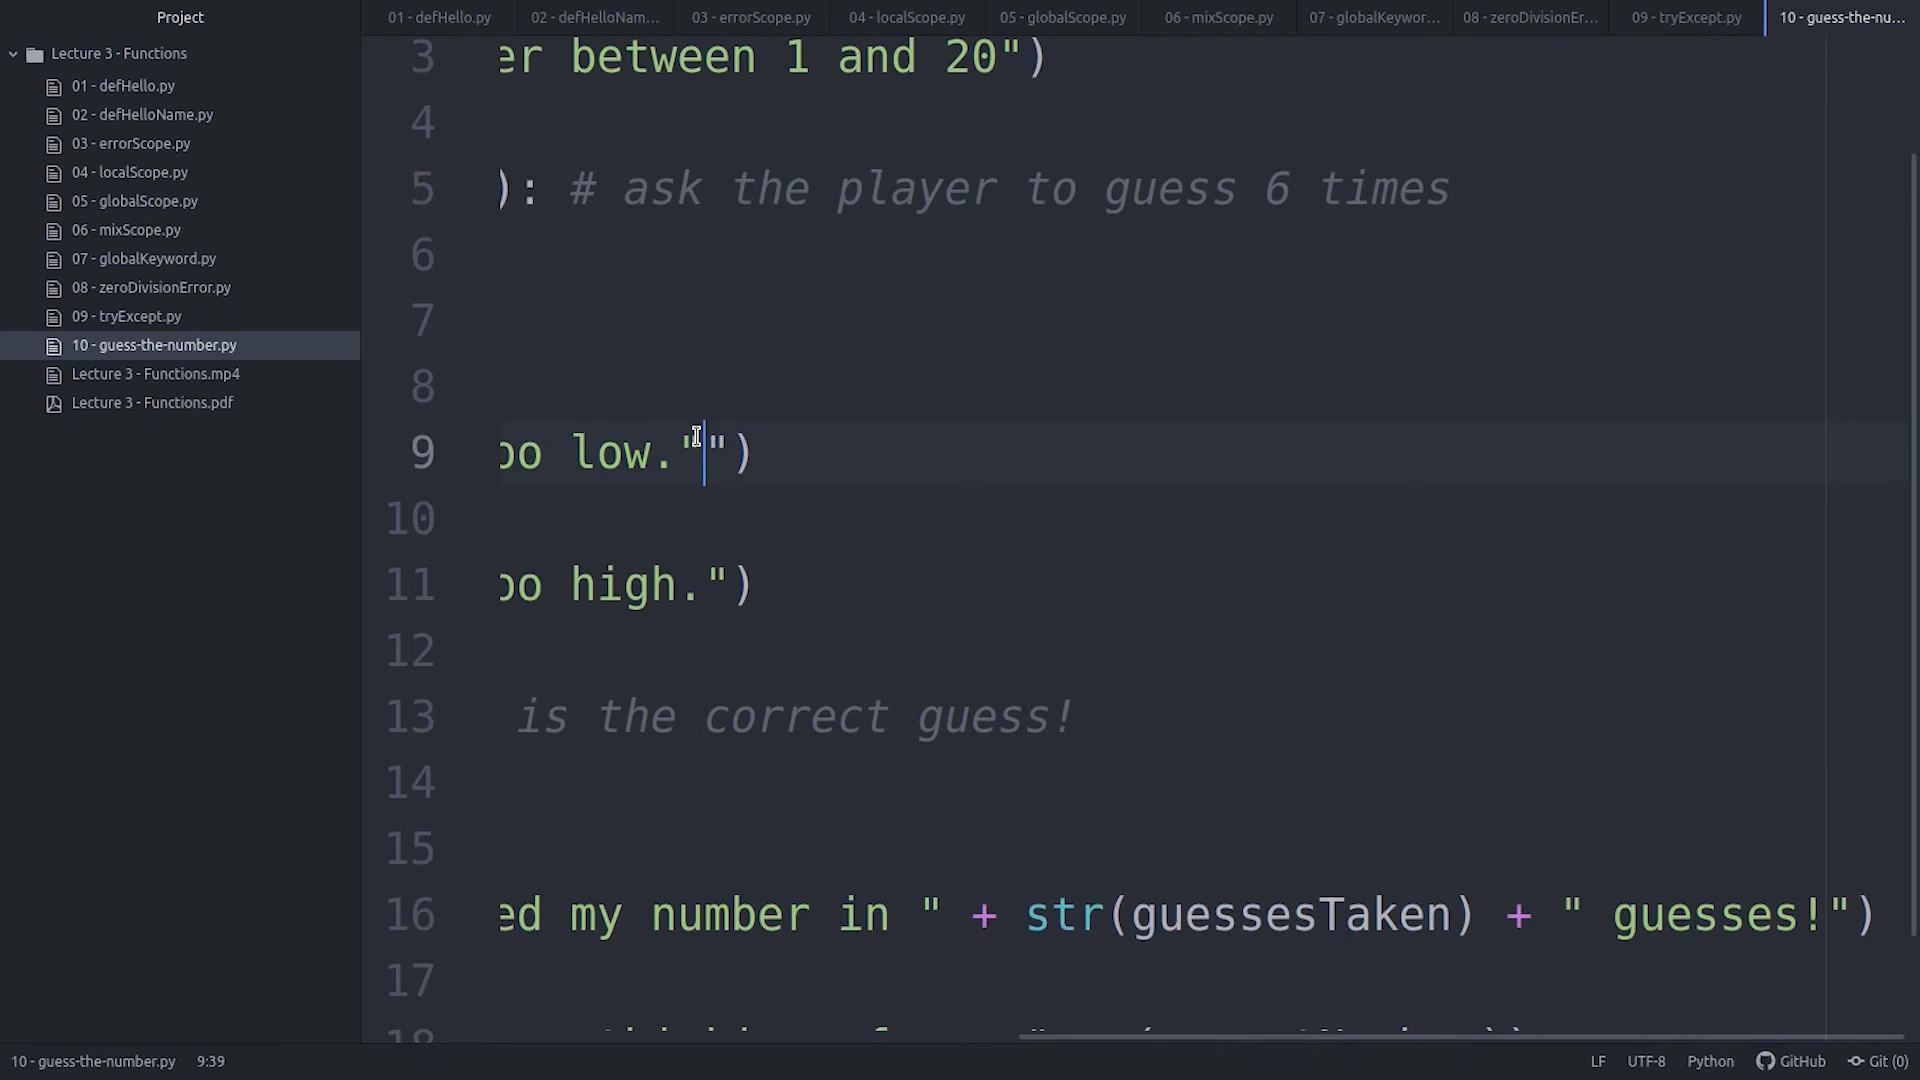 Project
01 - defHello.py
02 - defHelloNam...
03 - errorScope.py
04 - localScope.py
05 - globalScope.py
06 - mixScope.py
07 - globalKeywor...
08 - zeroDivisionEr...
09 - tryExcept.py
10 - guess-the-nu...
Lecture 3 - Functions
01 - defHello.py
02 - defHelloName.py
03 - errorScope.py
04 - localScope.py
05 - globalScope.py
06 - mixScope.py
07 - globalKeyword.py
08 - zeroDivisionError.py
09 - tryExcept.py
10 - guess-the-number.py
Lecture 3 - Functions.mp4
Lecture 3 - Functions.pdf
3 er between 1 and 20")
4
5 ): # ask the player to guess 6 times
6
7
8
9 oo low."")
10
11 oo high.")
12
13 is the correct guess!
14
15
16 ed my number in " + str(guessesTaken) + " guesses!")
17
18
10 - guess-the-number.py 9:39
LF UTF-8 Python GitHub Git (0)